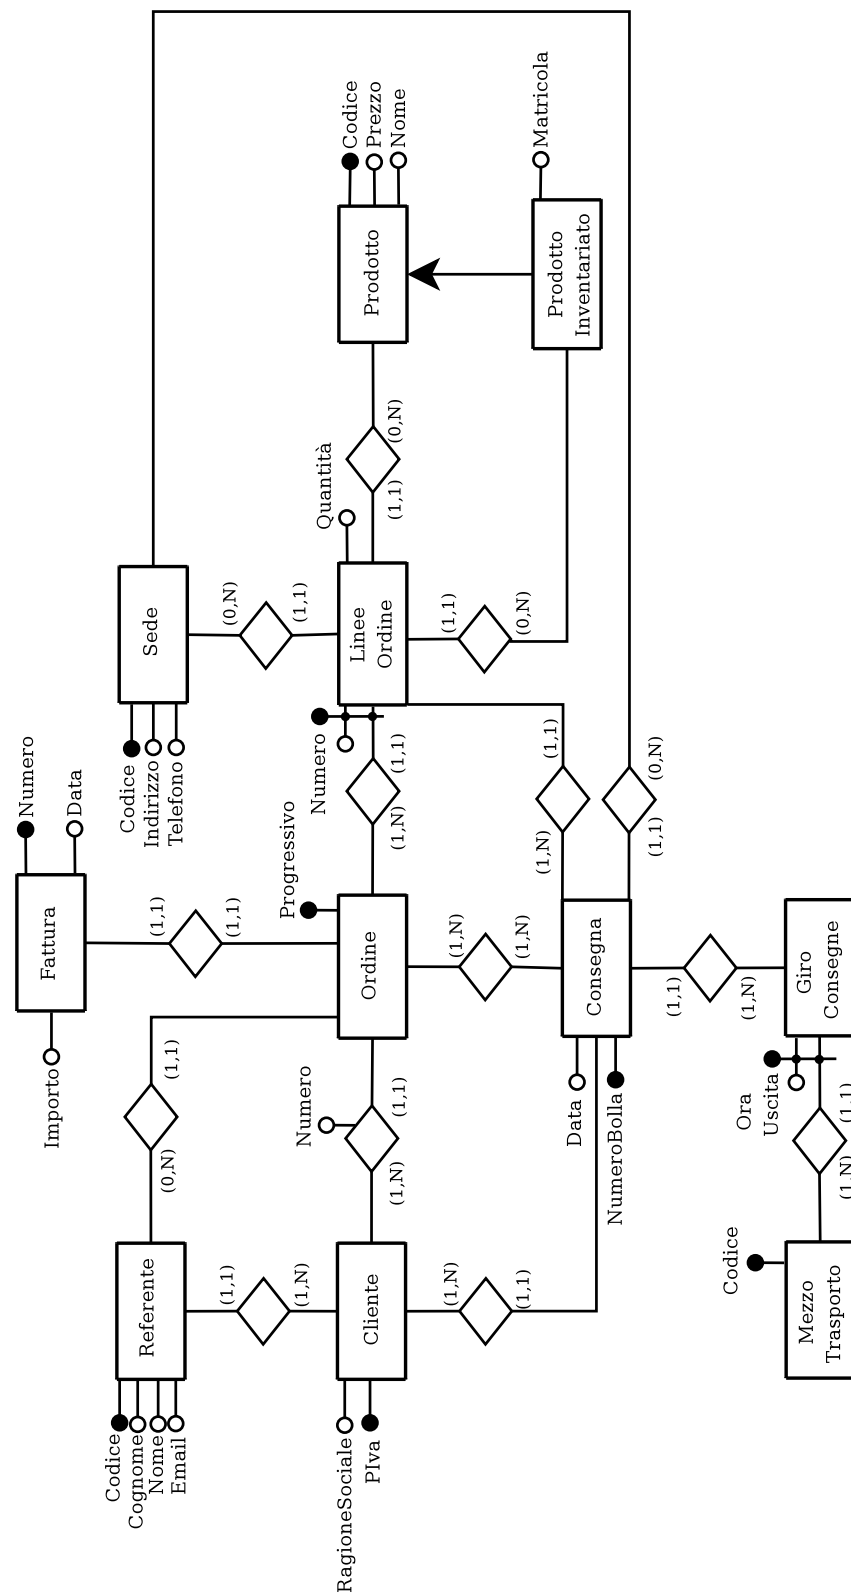 Importo
Fattura
Numero
Data
Codice
Cognome
Nome
Email
Referente
(0,N)
(1,1)
(1,1)
(1,1)
Codice
Indirizzo
Telefono
Sede
(0,N)
(1,1)
(1,1)
(1,N)
Numero
Progressivo
Numero
Quantità
RagioneSociale
PIva
Cliente
(1,N)
(1,1)
Ordine
(1,N)
(1,1)
Linee
Ordine
(1,1)
(0,N)
Prodotto
Codice
Prezzo
Nome
(1,N)
(1,1)
(1,N)
(1,N)
(1,1)
(0,N)
Prodotto
Inventariato
Matricola
Data
NumeroBolla
Consegna
(1,N)
(1,1)
(1,1)
(0,N)
(1,1)
(1,N)
Codice
Mezzo
Trasporto
(1,N)
(1,1)
Ora
Uscita
Giro
Consegne